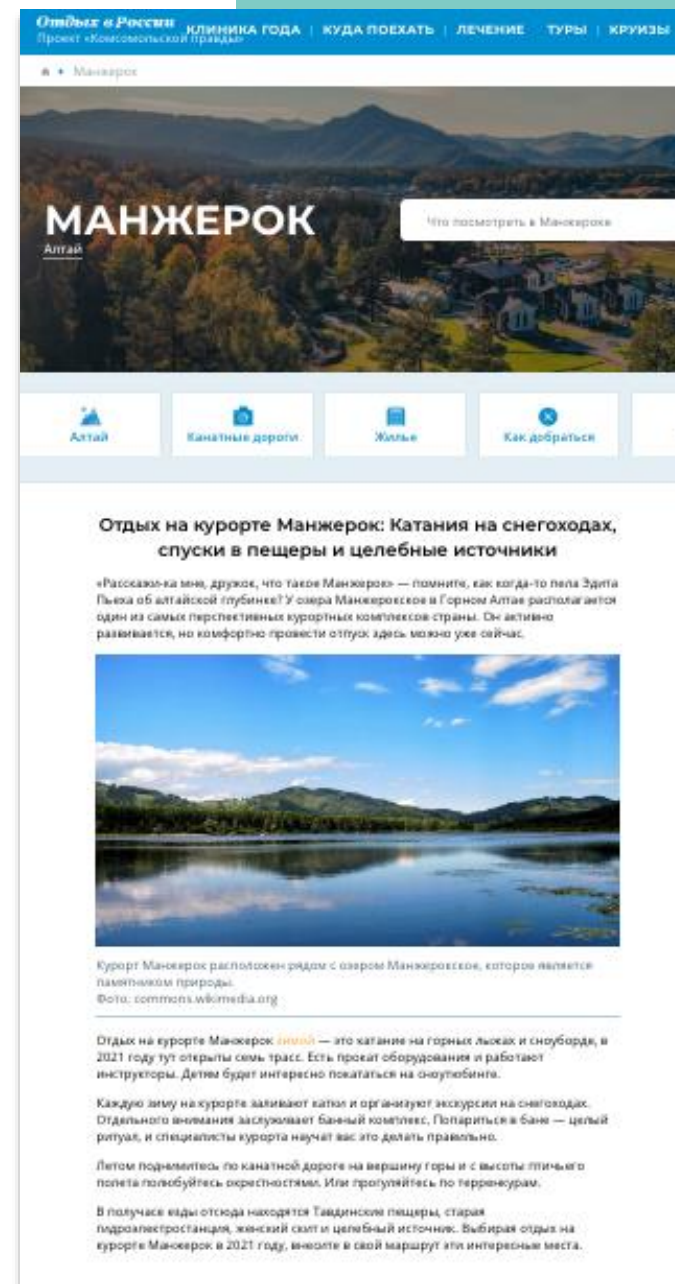 Отдых в России
Проект «Комсомольской правды»
КЛИНИКА ГОДА | КУДА ПОЕХАТЬ | ЛЕЧЕНИЕ ТУРЫ | КРУИЗЫ
Манжерок
МАНЖЕРОК
Что посмотреть в Манжероке
Алтай
Алтай
Канатные дороги
Жилье
Как добраться
Отдых на курорте Манжерок: Катания на снегоходах,
спуски в пещеры и целебные источники
«Расскажи-ка мне, дружок, что такое Манжерок» — помните, как когда-то пела Эдита
Пьеха об алтайской глубинке? У озера Манжерокское в Горном Алтае располагается
один из самых перспективных курортных комплексов страны. Он активно
развивается, но комфортно провести отпуск здесь можно уже сейчас.
Курорт Манжерок расположен рядом с озером Манжерокское, которое является
памятником природы.
Фото: commons.wikimedia.org
Отдых на курорте Манжерок зимой — это катание на горных лыжах и сноуборде, в
2021 году тут открыты семь трасс. Есть прокат оборудования и работают
инструкторы. Детям будет интересно покататься на сноутюбинге.
Каждую зиму на курорте заливают катки и организуют экскурсии на снегоходах.
Отдельного внимания заслуживает банный комплекс. Попариться в бане — целый
ритуал, и специалисты курорта научат вас это делать правильно.
Летом поднимитесь по канатной дороге на вершину горы и с высоты птичьего
полета полюбуйтесь окрестностями. Или прогуляйтесь по терренкурам.
В получасе езды отсюда находятся Тавдинские пещеры, старая
гидроэлектростанция, женский скит и целебный источник. Выбирая отдых на
курорте Манжерок в 2021 году, внесите в свой маршрут эти интересные места.